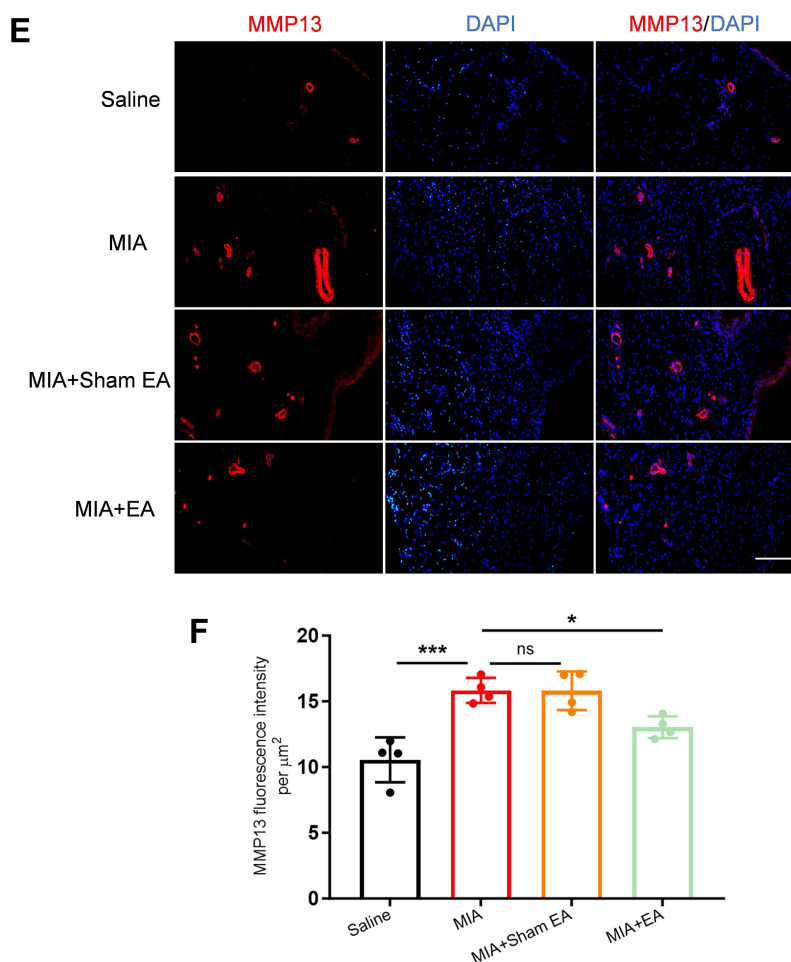 E
MMP13 DAPI MMP13/DAPI
Saline
MIA
MIA+Sham EA
MIA+EA
F
MMP13 fluorescence intensity
per μm²
20
15
10
5
0
***
ns
*
Saline
MIA
MIA+Sham EA
MIA+EA